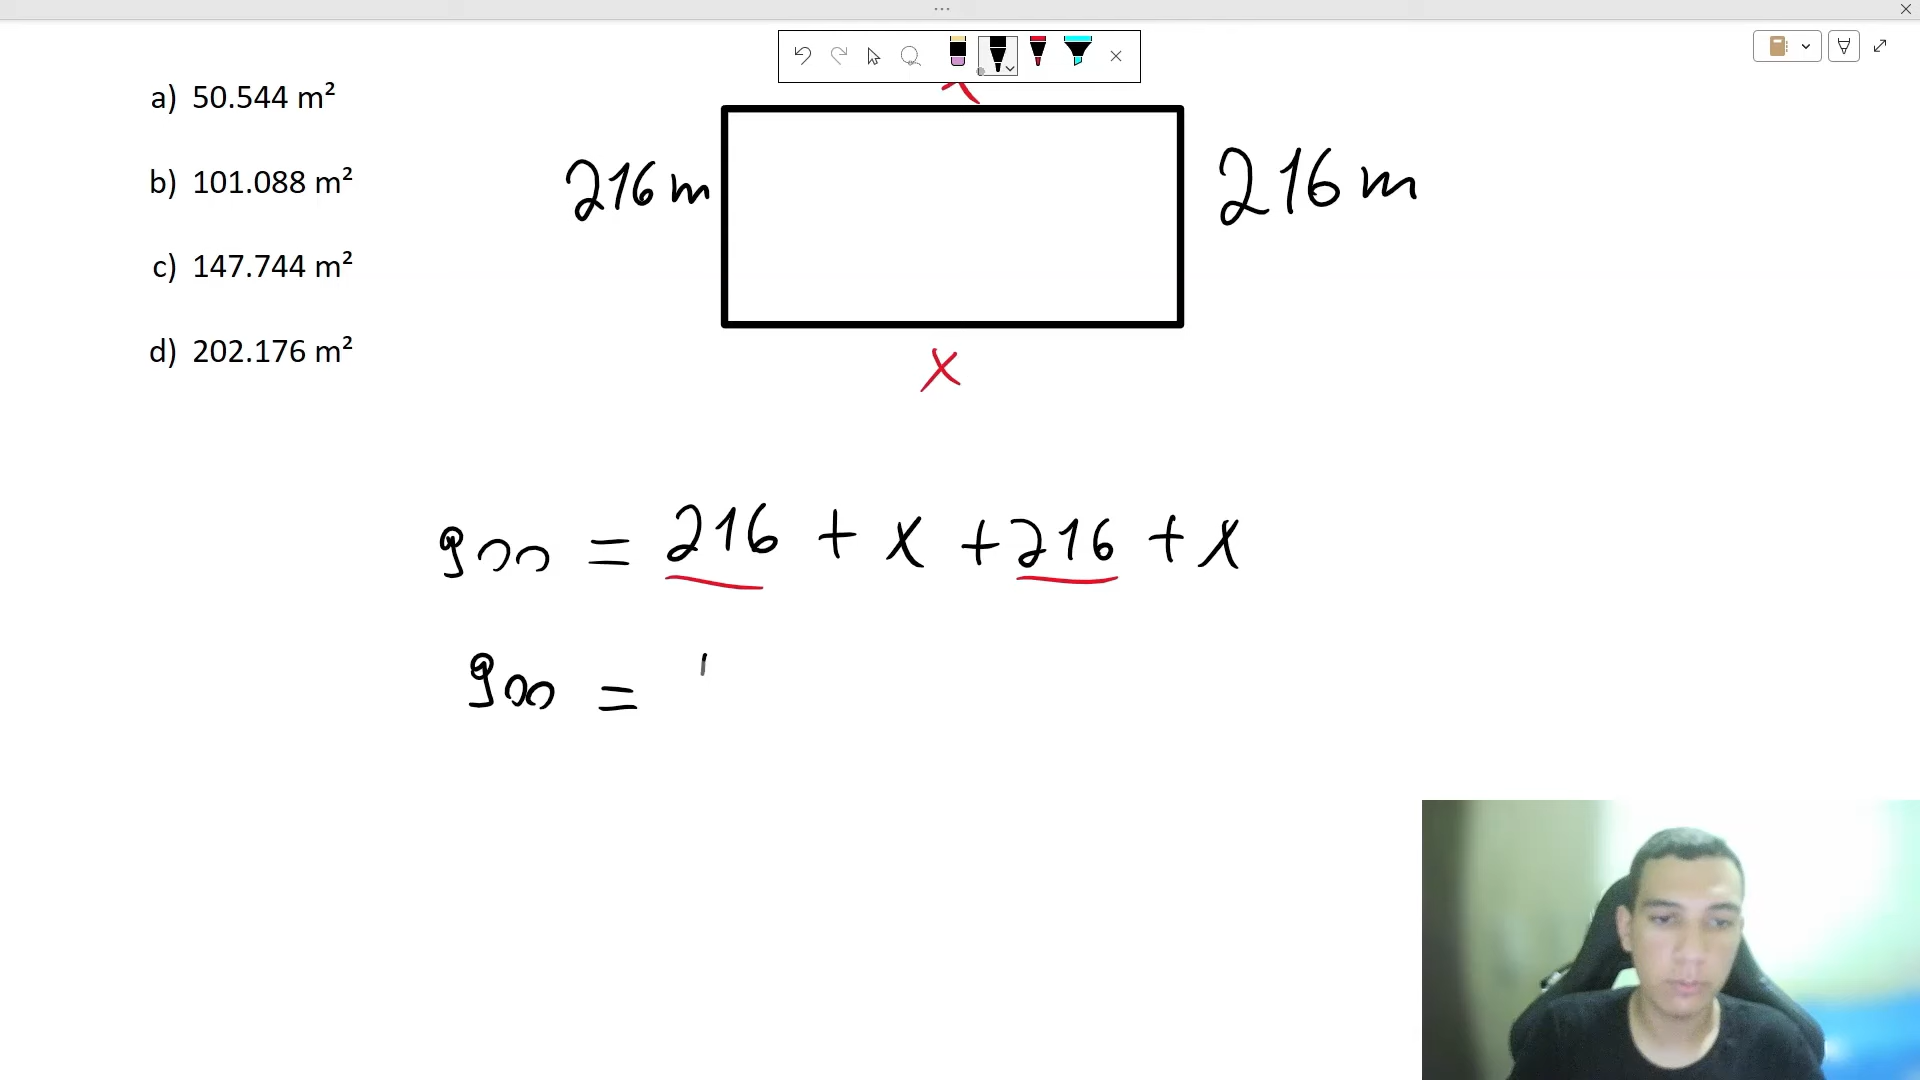 a) 50.544 m²
b) 101.088 m²
c) 147.744 m²
d) 202.176 m²
216 m
216 m
x
900 = 216 + x + 216 + x
900 =